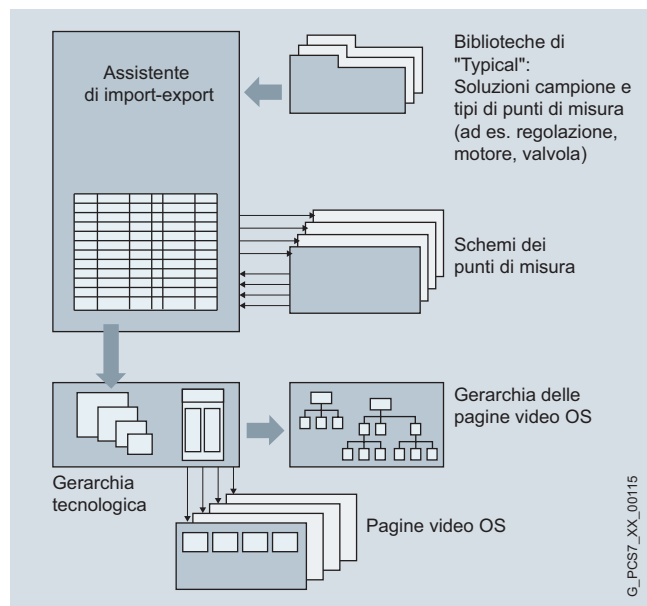 Assistente
di import-export
Biblioteche di
"Typical":
Soluzioni campione e
tipi di punti di misura
(ad es. regolazione,
motore, valvola)
Schemi dei
punti di misura
Gerarchia delle
pagine video OS
Gerarchia
tecnologica
Pagine video OS
G_PCS7_XX_00115